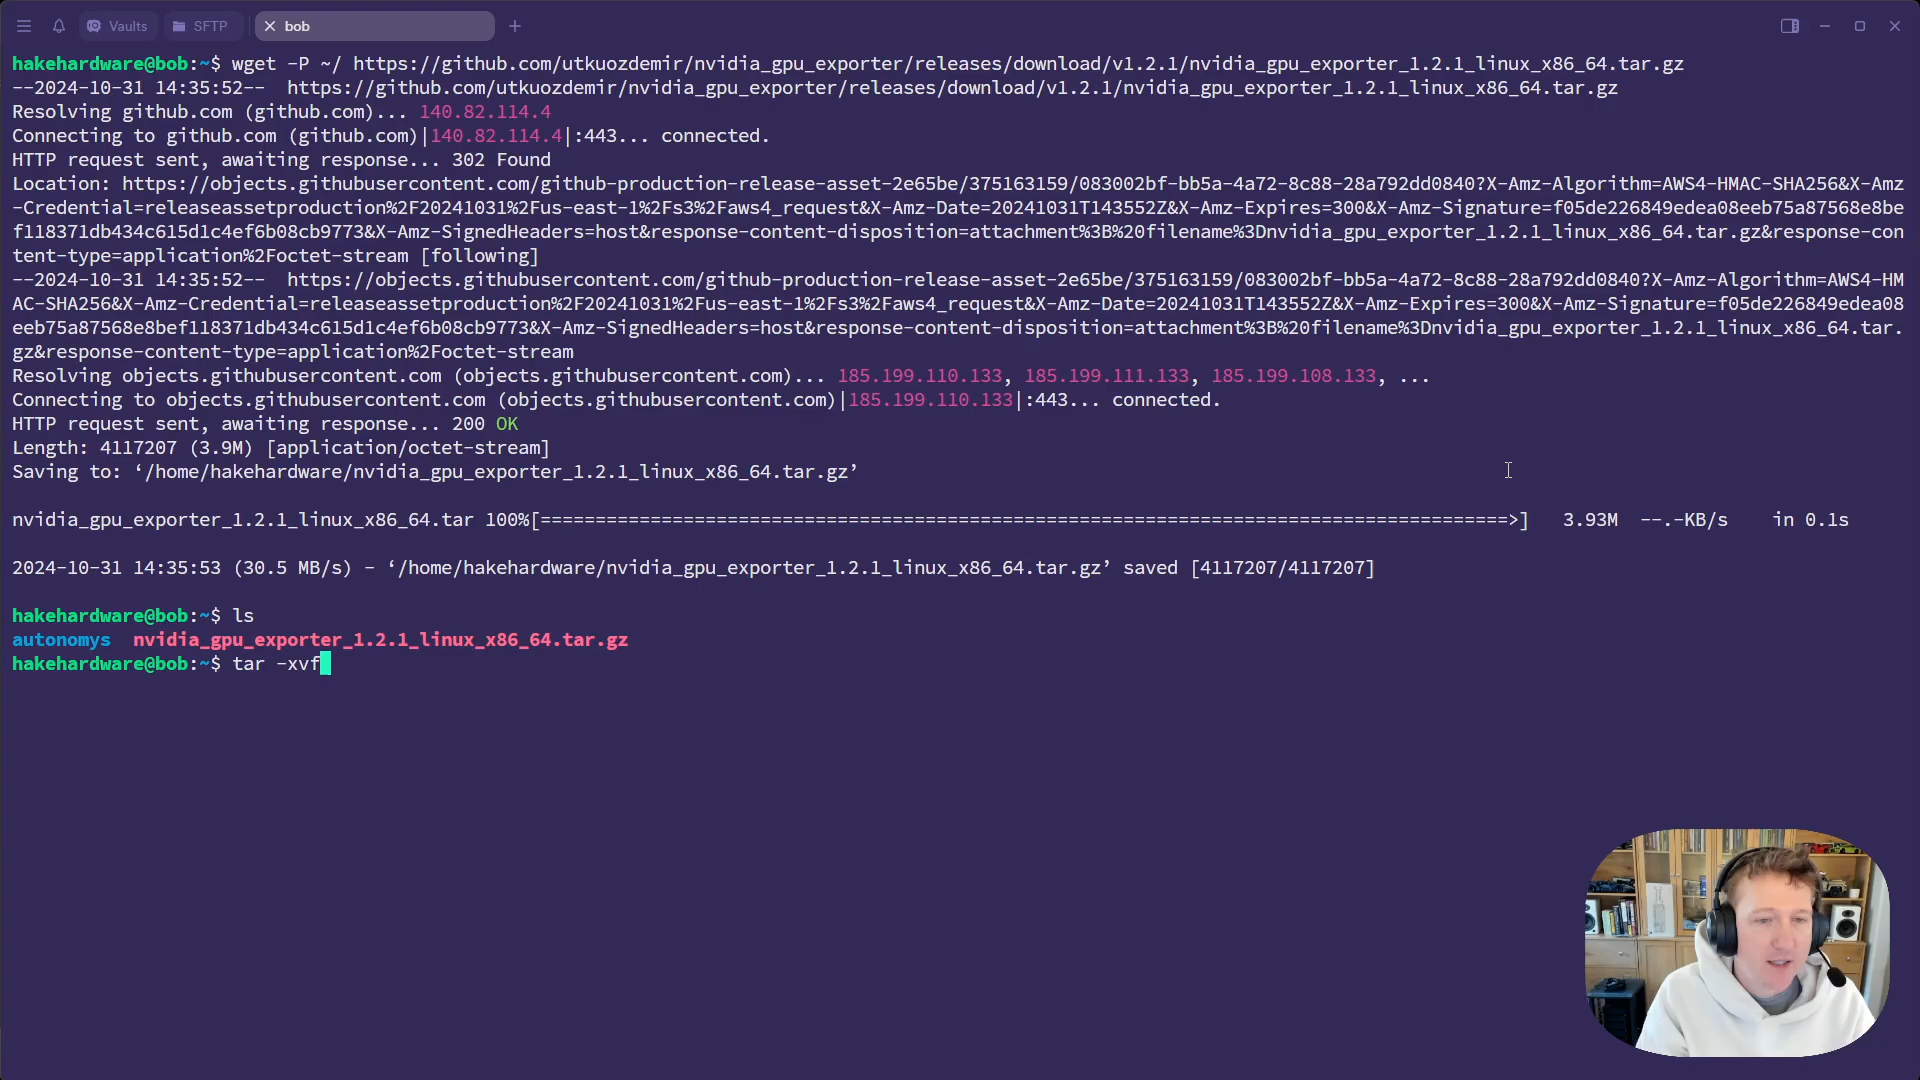 Vaults
SFTP
bob
hakehardware@bob:~$ wget -P ~/ https://github.com/utkuozdemir/nvidia_gpu_exporter/releases/download/v1.2.1/nvidia_gpu_exporter_1.2.1_linux_x86_64.tar.gz
--2024-10-31 14:35:52--  https://github.com/utkuozdemir/nvidia_gpu_exporter/releases/download/v1.2.1/nvidia_gpu_exporter_1.2.1_linux_x86_64.tar.gz
Resolving github.com (github.com)... 140.82.114.4
Connecting to github.com (github.com)|140.82.114.4|:443... connected.
HTTP request sent, awaiting response... 302 Found
Location: https://objects.githubusercontent.com/github-production-release-asset-2e65be/375163159/083002bf-bb5a-4a72-8c88-28a792dd0840?X-Amz-Algorithm=AWS4-HMAC-SHA256&X-Amz
-Credential=releaseassetproduction%2F20241031%2Fus-east-1%2Fs3%2Faws4_request&X-Amz-Date=20241031T143552Z&X-Amz-Expires=300&X-Amz-Signature=f05de226849edea08eeb75a87568e8be
f118371db434c615d1c4ef6b08cb9773&X-Amz-SignedHeaders=host&response-content-disposition=attachment%3B%20filename%3Dnvidia_gpu_exporter_1.2.1_linux_x86_64.tar.gz&response-con
tent-type=application%2Foctet-stream [following]
--2024-10-31 14:35:52--  https://objects.githubusercontent.com/github-production-release-asset-2e65be/375163159/083002bf-bb5a-4a72-8c88-28a792dd0840?X-Amz-Algorithm=AWS4-HM
AC-SHA256&X-Amz-Credential=releaseassetproduction%2F20241031%2Fus-east-1%2Fs3%2Faws4_request&X-Amz-Date=20241031T143552Z&X-Amz-Expires=300&X-Amz-Signature=f05de226849edea08
eeb75a87568e8bef118371db434c615d1c4ef6b08cb9773&X-Amz-SignedHeaders=host&response-content-disposition=attachment%3B%20filename%3Dnvidia_gpu_exporter_1.2.1_linux_x86_64.tar.
gz&response-content-type=application%2Foctet-stream
Resolving objects.githubusercontent.com (objects.githubusercontent.com)... 185.199.110.133, 185.199.111.133, 185.199.108.133, ...
Connecting to objects.githubusercontent.com (objects.githubusercontent.com)|185.199.110.133|:443... connected.
HTTP request sent, awaiting response... 200 OK
Length: 4117207 (3.9M) [application/octet-stream]
Saving to: ‘/home/hakehardware/nvidia_gpu_exporter_1.2.1_linux_x86_64.tar.gz’
nvidia_gpu_exporter_1.2.1_linux_x86_64.tar 100%[========================================================================================>]   3.93M  --.-KB/s    in 0.1s
2024-10-31 14:35:53 (30.5 MB/s) - ‘/home/hakehardware/nvidia_gpu_exporter_1.2.1_linux_x86_64.tar.gz’ saved [4117207/4117207]
hakehardware@bob:~$ ls
autonomys  nvidia_gpu_exporter_1.2.1_linux_x86_64.tar.gz
hakehardware@bob:~$ tar -xvf